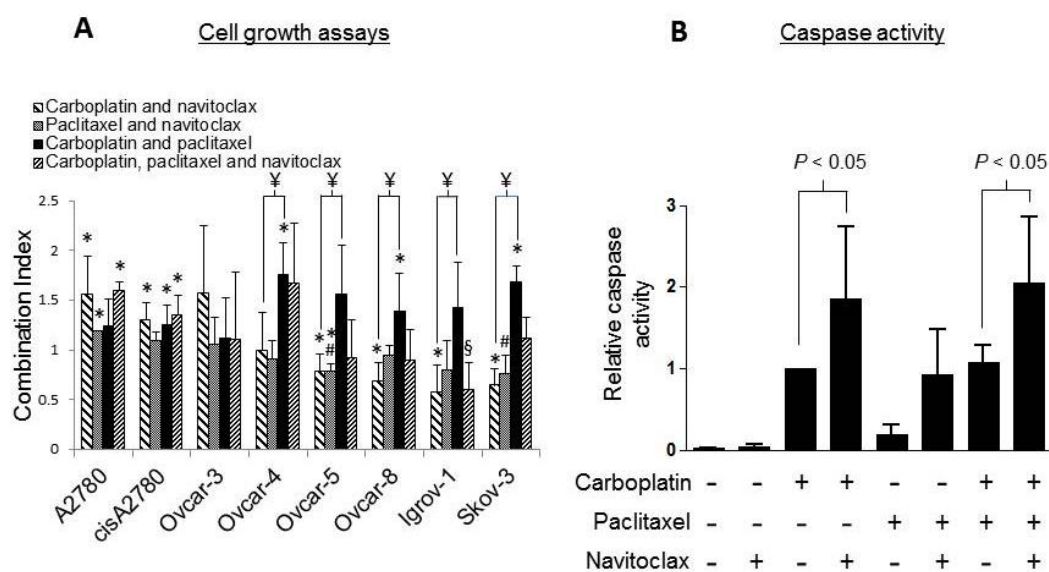 A Cell growth assays
Carboplatin and navitoclax
Paclitaxel and navitoclax
Carboplatin and paclitaxel
Carboplatin, paclitaxel and navitoclax
¥ ¥ ¥ ¥ ¥
Combination Index
2.5
2
1.5
1
0.5
0
* * * * * * * * * # * * * § * # *
A2780
cisA2780
Ovcar-3
Ovcar-4
Ovcar-5
Ovcar-8
Igrov-1
Skov-3
B Caspase activity
P < 0.05 P < 0.05
Relative caspase
activity
3
2
1
0
Carboplatin - - + + - - + +
Paclitaxel - - - - + + + +
Navitoclax - + - + - + - +